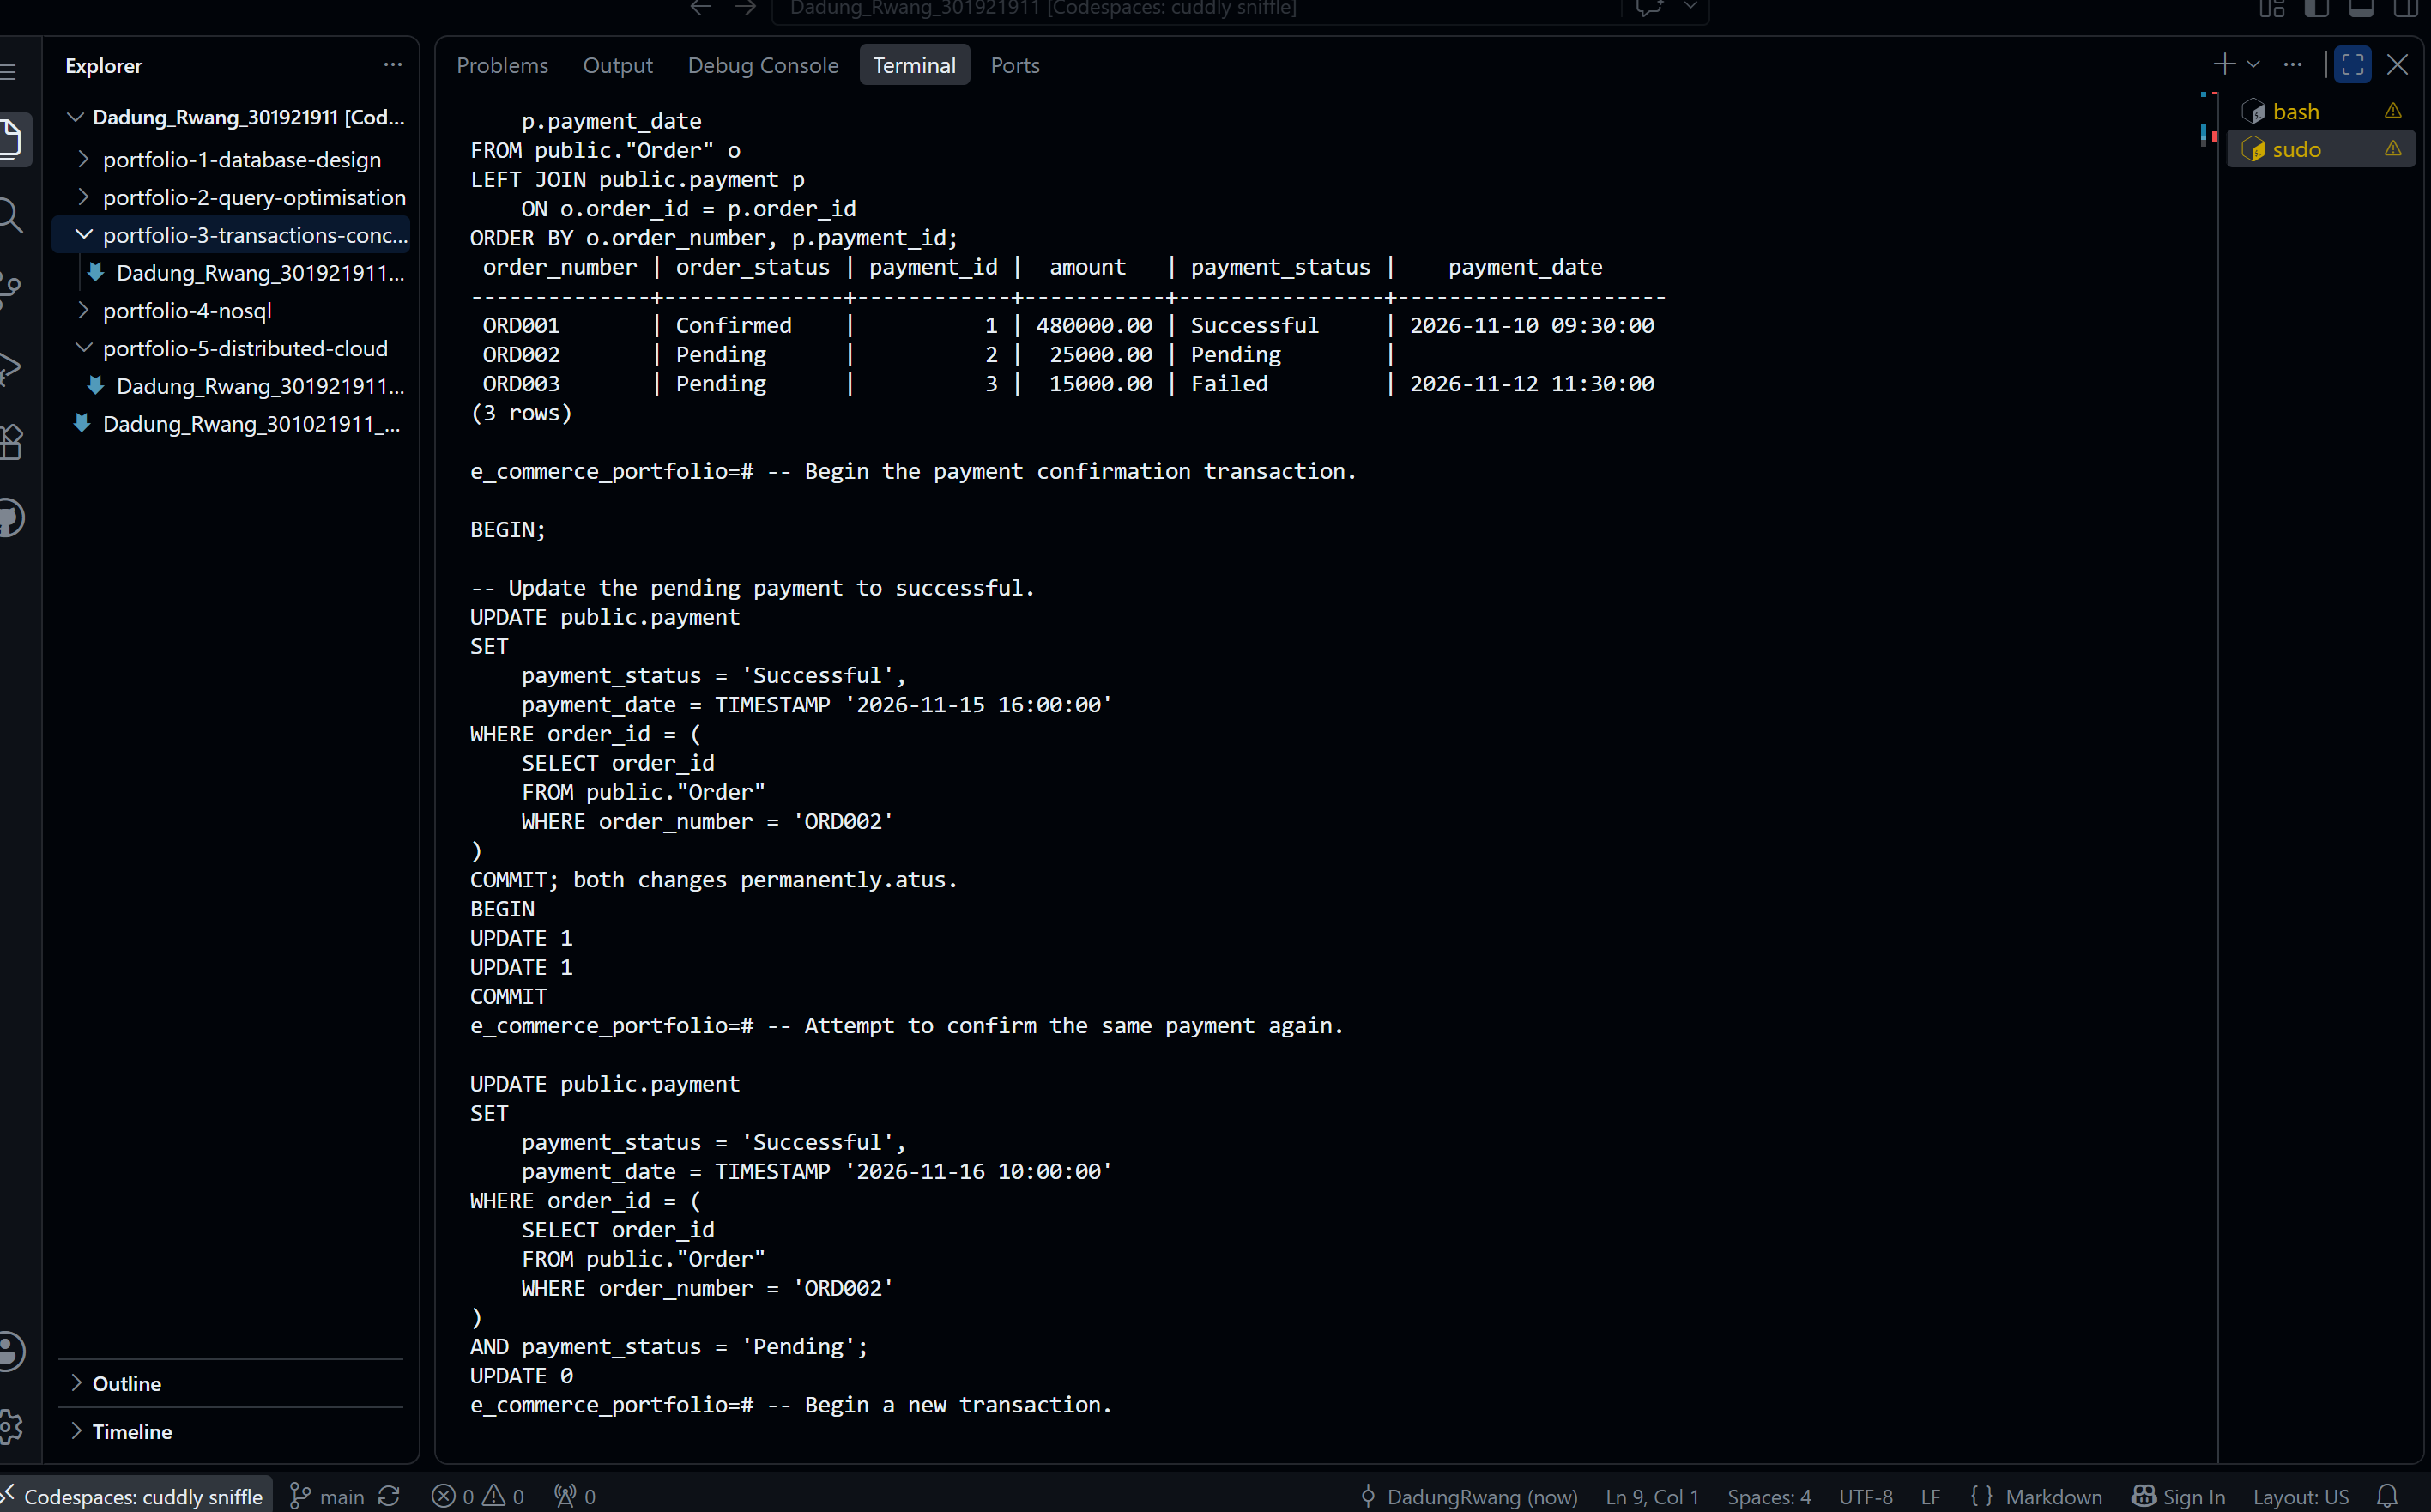 Dadung_Rwang_301921911 [Codespaces: cuddly sniffle]
Explorer
Dadung_Rwang_301921911 [Cod...
portfolio-1-database-design
portfolio-2-query-optimisation
portfolio-3-transactions-conc...
Dadung_Rwang_301921911...
portfolio-4-nosql
portfolio-5-distributed-cloud
Dadung_Rwang_301921911...
Dadung_Rwang_301021911_...
Outline
Timeline
Problems Output Debug Console Terminal Ports
bash
sudo
p.payment_date
FROM public."Order" o
LEFT JOIN public.payment p
ON o.order_id = p.order_id
ORDER BY o.order_number, p.payment_id;
order_number | order_status | payment_id | amount | payment_status | payment_date
--------------+--------------+------------+-----------+----------------+---------------------
ORD001 | Confirmed | 1 | 480000.00 | Successful | 2026-11-10 09:30:00
ORD002 | Pending | 2 | 25000.00 | Pending |
ORD003 | Pending | 3 | 15000.00 | Failed | 2026-11-12 11:30:00
(3 rows)
e_commerce_portfolio=# -- Begin the payment confirmation transaction.
BEGIN;
-- Update the pending payment to successful.
UPDATE public.payment
SET
payment_status = 'Successful',
payment_date = TIMESTAMP '2026-11-15 16:00:00'
WHERE order_id = (
SELECT order_id
FROM public."Order"
WHERE order_number = 'ORD002'
)
COMMIT; both changes permanently.atus.
BEGIN
UPDATE 1
UPDATE 1
COMMIT
e_commerce_portfolio=# -- Attempt to confirm the same payment again.
UPDATE public.payment
SET
payment_status = 'Successful',
payment_date = TIMESTAMP '2026-11-16 10:00:00'
WHERE order_id = (
SELECT order_id
FROM public."Order"
WHERE order_number = 'ORD002'
)
AND payment_status = 'Pending';
UPDATE 0
e_commerce_portfolio=# -- Begin a new transaction.
Codespaces: cuddly sniffle main 0 0 0 DadungRwang (now) Ln 9, Col 1 Spaces: 4 UTF-8 LF { } Markdown Sign In Layout: US